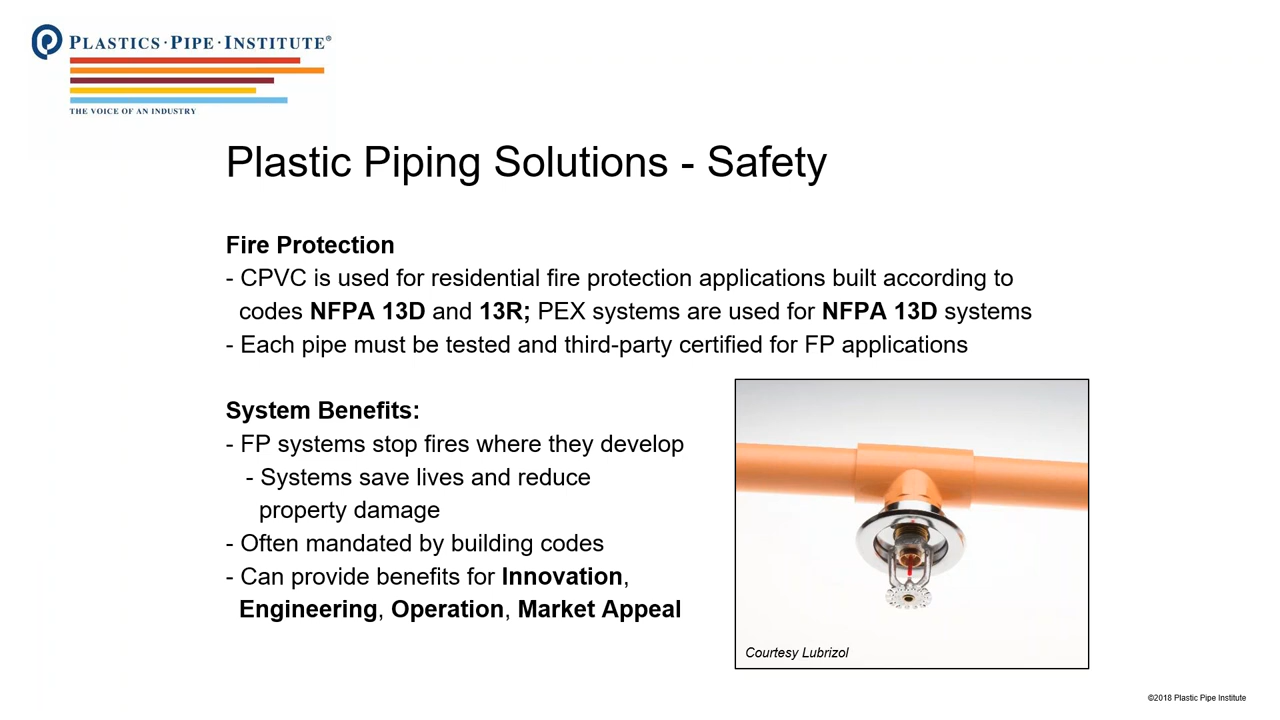 PLASTICS·PIPE·INSTITUTE®
THE VOICE OF AN INDUSTRY
Plastic Piping Solutions - Safety
Fire Protection
- CPVC is used for residential fire protection applications built according to
codes NFPA 13D and 13R; PEX systems are used for NFPA 13D systems
- Each pipe must be tested and third-party certified for FP applications
System Benefits:
- FP systems stop fires where they develop
- Systems save lives and reduce
property damage
- Often mandated by building codes
- Can provide benefits for Innovation,
Engineering, Operation, Market Appeal
Courtesy Lubrizol
©2018 Plastic Pipe Institute